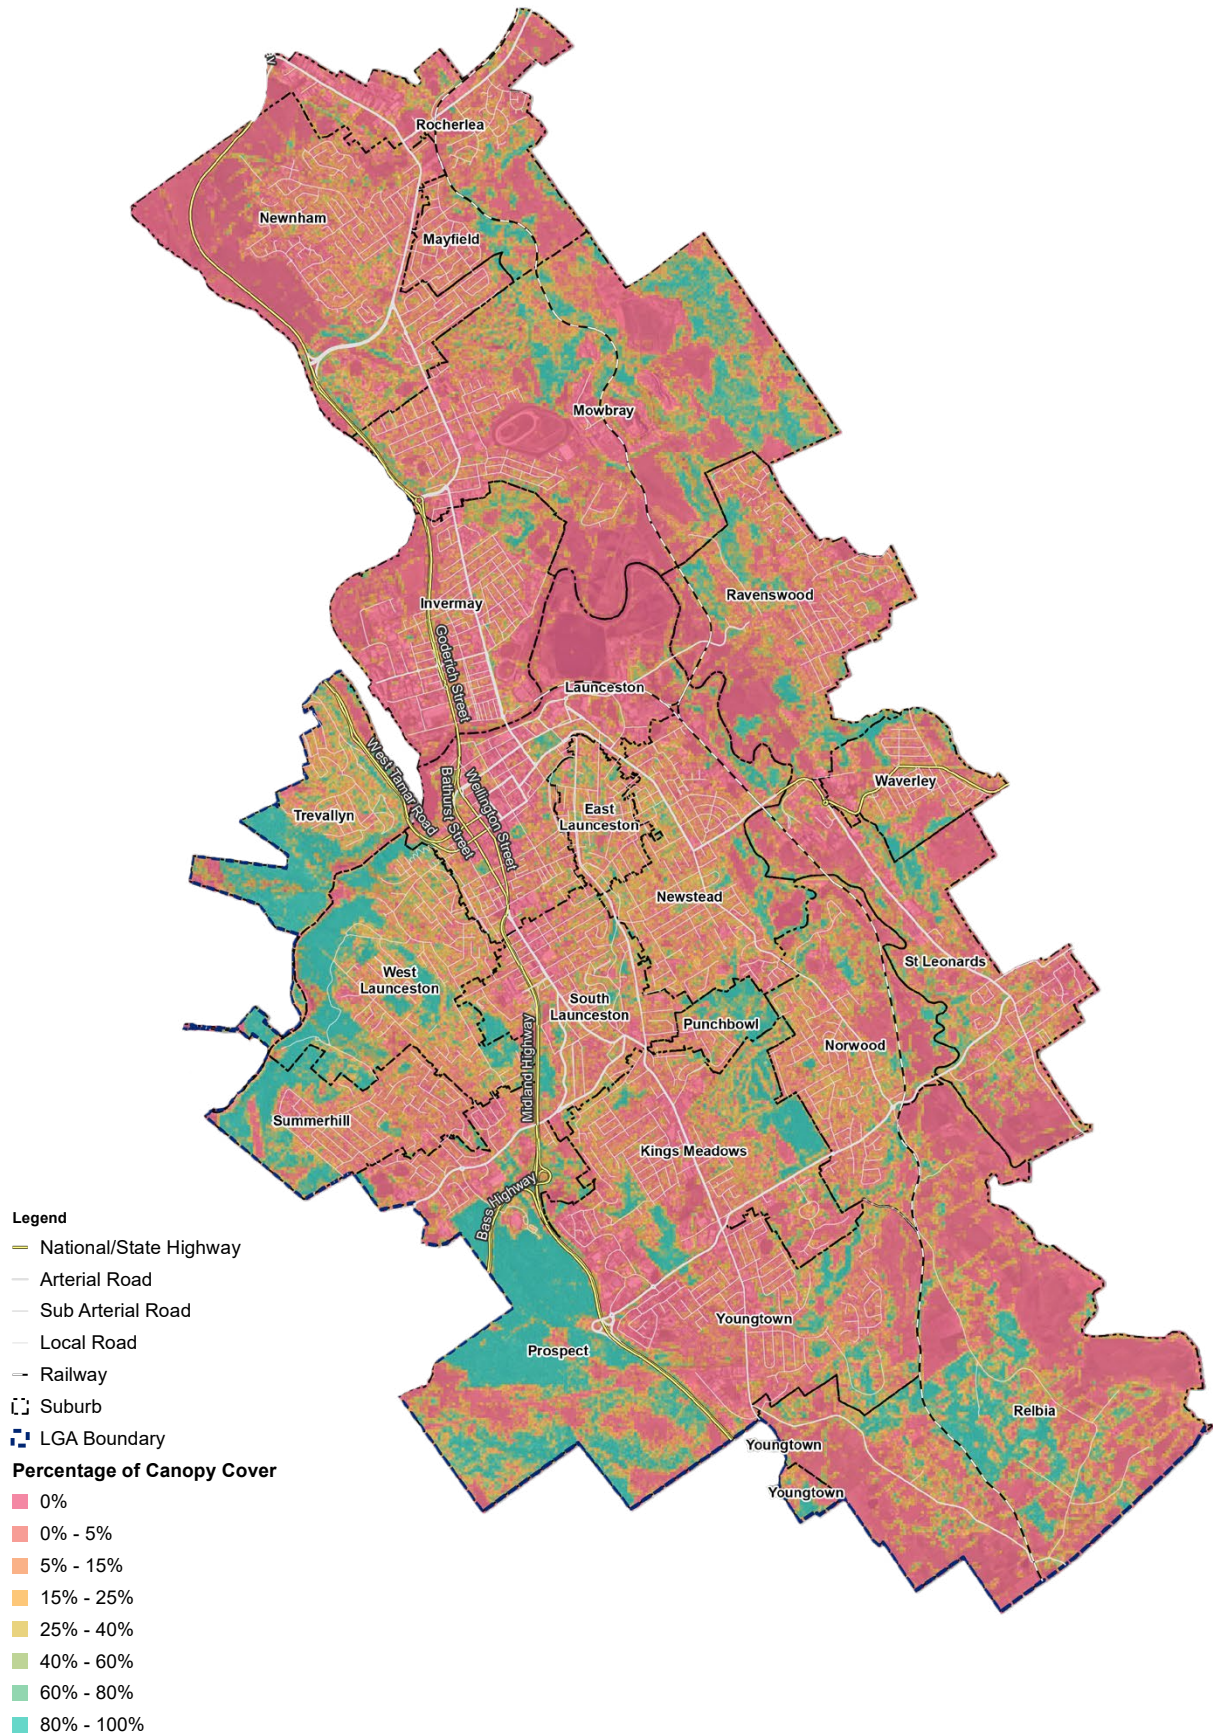 Rocherlea
Newnham
Mayfield
Mowbray
Ravenswood
Invermay
Goderich Street
Launceston
West Tamar Road
Bathurst Street
Wellington Street
Waverley
Trevallyn
East
Launceston
Newstead
St Leonards
West
Launceston
South
Launceston
Punchbowl
Midland Highway
Norwood
Summerhill
Kings Meadows
Bass Highway
Youngtown
Prospect
Relbia
Youngtown
Youngtown
Legend
National/State Highway
Arterial Road
Sub Arterial Road
Local Road
Railway
Suburb
LGA Boundary
Percentage of Canopy Cover
0%
0% - 5%
5% - 15%
15% - 25%
25% - 40%
40% - 60%
60% - 80%
80% - 100%